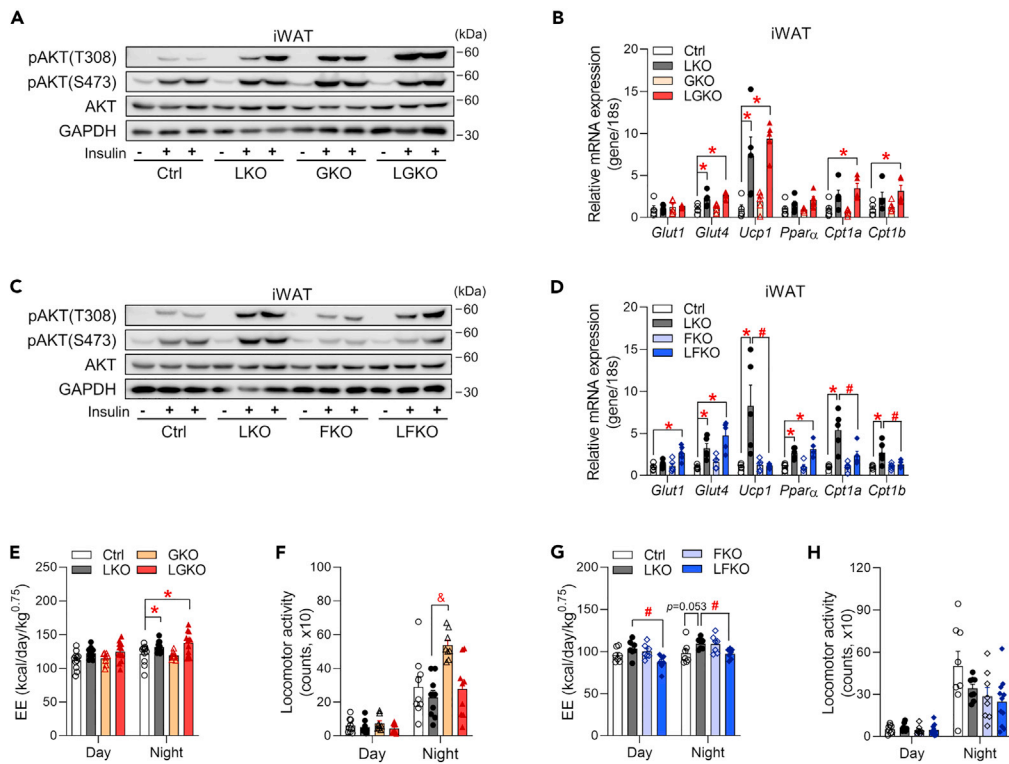 A
iWAT
(kDa)
pAKT(T308)
60
pAKT(S473)
60
AKT
GAPDH
30
Insulin - + + - + + - + + - + +
Ctrl LKO GKO LGKO
B
iWAT
Relative mRNA expression
(gene/18s)
20
15
10
5
0
Ctrl
LKO
GKO
LGKO
* * * * * *
Glut1 Glut4 Ucp1 Pparα Cpt1a Cpt1b
C
iWAT
(kDa)
pAKT(T308)
60
pAKT(S473)
60
AKT
GAPDH
30
Insulin - + + - + + - + + - + +
Ctrl LKO FKO LFKO
D
iWAT
Relative mRNA expression
(gene/18s)
20
15
10
5
0
Ctrl
LKO
FKO
LFKO
* * * * # * * * # * #
Glut1 Glut4 Ucp1 Pparα Cpt1a Cpt1b
E
Ctrl GKO
LKO LGKO
EE (kcal/day/kg0.75)
250
200
150
100
50
0
* *
Day Night
F
Locomotor activity
(counts, x10)
100
80
60
40
20
0
&
Day Night
G
Ctrl FKO
LKO LFKO
EE (kcal/day/kg0.75)
200
150
100
50
0
# p=0.053 #
Day Night
H
Locomotor activity
(counts, x10)
120
90
60
30
0
Day Night